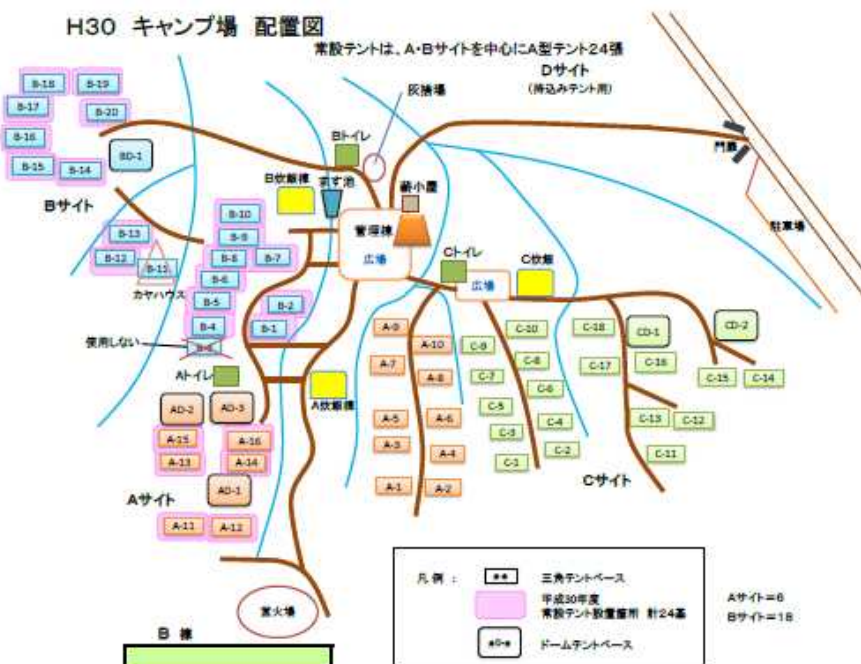 H30 キャンプ場 配置図
常設テントは、A・Bサイトを中心にA型テント24張
Dサイト
(持込みテント用)
灰捨場
門扉
駐車場
B-18
B-19
B-17
B-20
B-16
BD-1
B-15
B-14
Bサイト
Bトイレ
B炊飯棟
ます池
薪小屋
管理棟
広場
Cトイレ
広場
C炊飯
B-10
B-9
B-13
B-12
B-11
カヤハウス
B-8
B-7
B-6
B-5
B-2
B-4
B-1
使用しない
Aトイレ
A炊飯棟
AD-2
AD-3
A-15
A-16
A-13
A-14
AD-1
Aサイト
A-11
A-12
A-9
A-10
A-7
A-8
A-5
A-6
A-3
A-4
A-1
A-2
C-10
C-9
C-8
C-7
C-6
C-5
C-4
C-3
C-2
C-1
C-18
CD-1
CD-2
C-17
C-16
C-15
C-14
C-13
C-12
C-11
Cサイト
営火場
B 棟
凡例:
三角テントベース
平成30年度
常設テント設置箇所 計24基
ドームテントベース
Aサイト=6
Bサイト=18